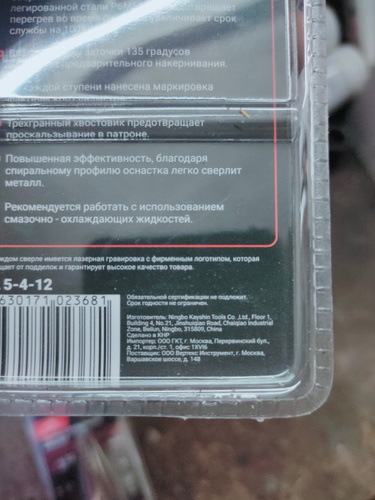 легированной стали
перегрев во время увеличивает срок
службы на
заточки 135 градусов
предварительного накернивания.
каждой ступени нанесена маркировка
Трехгранный хвостовик предотвращает
проскальзывание в патроне.
Повышенная эффективность, благодаря
спиральному профилю оснастка легко сверлит
металл.
Рекомендуется работать с использованием
смазочно - охлаждающих жидкостей.
сверле имеется лазерная гравировка с фирменным логотипом, которая
от подделок и гарантирует высокое качество товара.
5-4-12
630171 023681
Обязательной сертификации не подлежит.
Срок годности не ограничен.
Изготовитель: Ningbo Kayshin Tools Co .,Ltd., Floor 1,
Building 4, No.21, Jinshuiqiao Road, Chaiqiao Industrial
Zone, Beilun, Ningbo, 315809, China
Сделано в КНР
Импортер: ООО ГКТ, г. Москва, Перервинский бул.,
д. 21, корп./ст. 1, офис 1XVI6
Поставщик: ООО Вертекс Инструмент, г. Москва,
Варшавское шоссе, д. 148